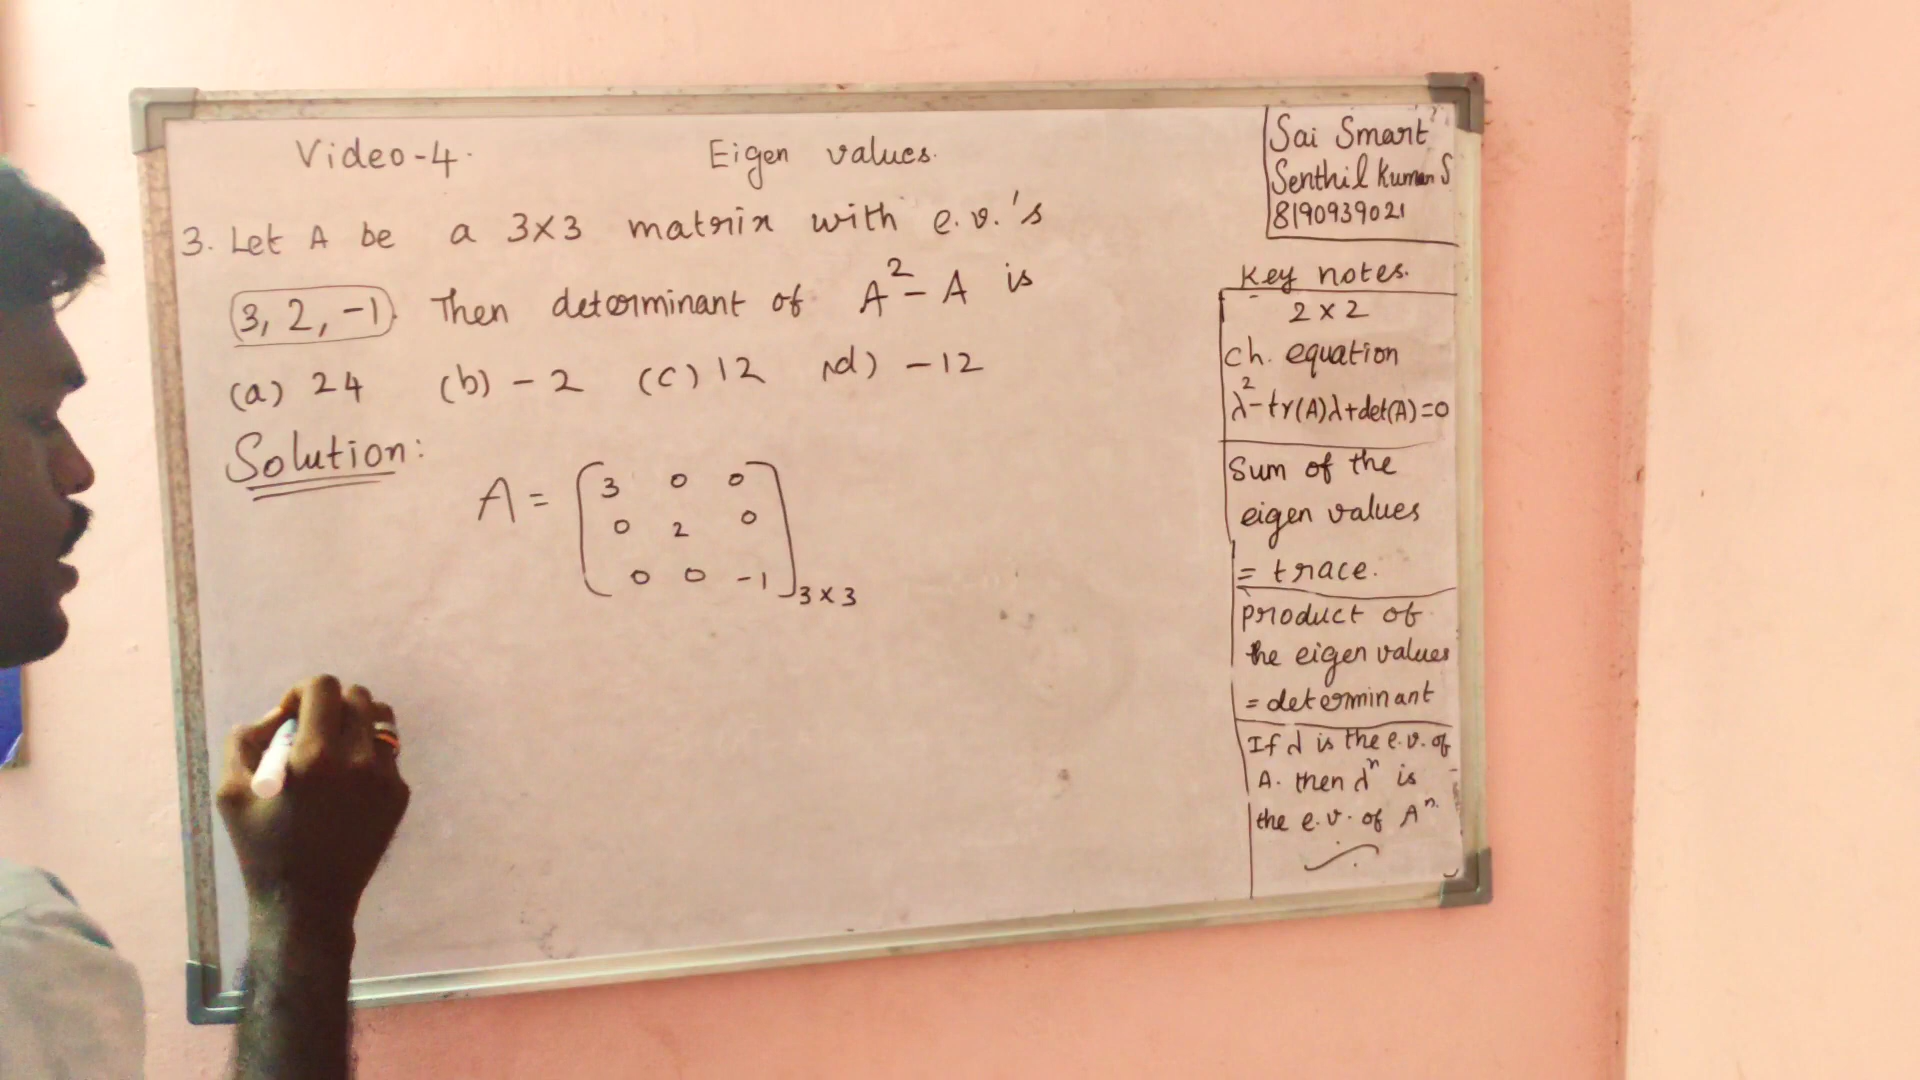 Video-4.
Eigen values.
3. Let A be a 3×3 matrix with e.v.'s
3, 2, -1. Then determinant of A² - A is
(a) 24 (b) - 2 (c) 12 (d) -12
Solution:
A = [3 0 0
0 2 0
0 0 -1]3×3
Sai Smart
Senthil Kumar S
8190939021
Key notes.
2×2
Ch. equation
λ²-tr(A)λ+det(A)=0
Sum of the
eigen values
= trace.
product of
the eigen values
= determinant
If λ is the e.v. of
A. then λⁿ is
the e.v. of Aⁿ.